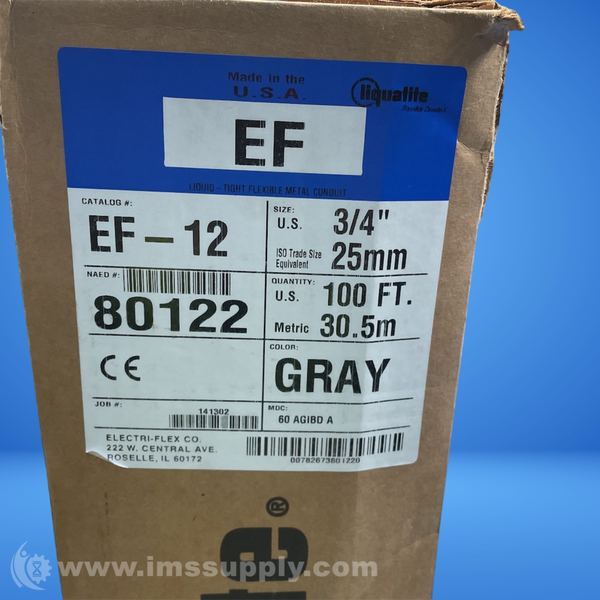 Made in the
U.S.A.
liquatite
EF
LIQUID - TIGHT FLEXIBLE METAL CONDUIT
CATALOG #:
EF-12
SIZE:
U.S. 3/4"
ISO Trade Size
Equivalent 25mm
NAED #:
80122
QUANTITY:
U.S. 100 FT.
Metric 30.5m
COLOR:
GRAY
CE
JOB #:
141302
MDC:
60 AGIBD A
ELECTRI-FLEX CO.
222 W. CENTRAL AVE.
ROSELLE, IL 60172
00782673801220
te®
www.imssupply.com